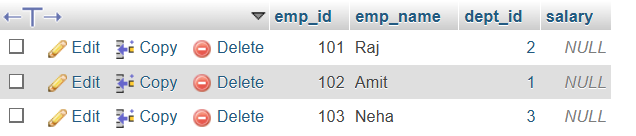 ←T→ emp_id emp_name dept_id salary
Edit Copy Delete 101 Raj 2 NULL
Edit Copy Delete 102 Amit 1 NULL
Edit Copy Delete 103 Neha 3 NULL